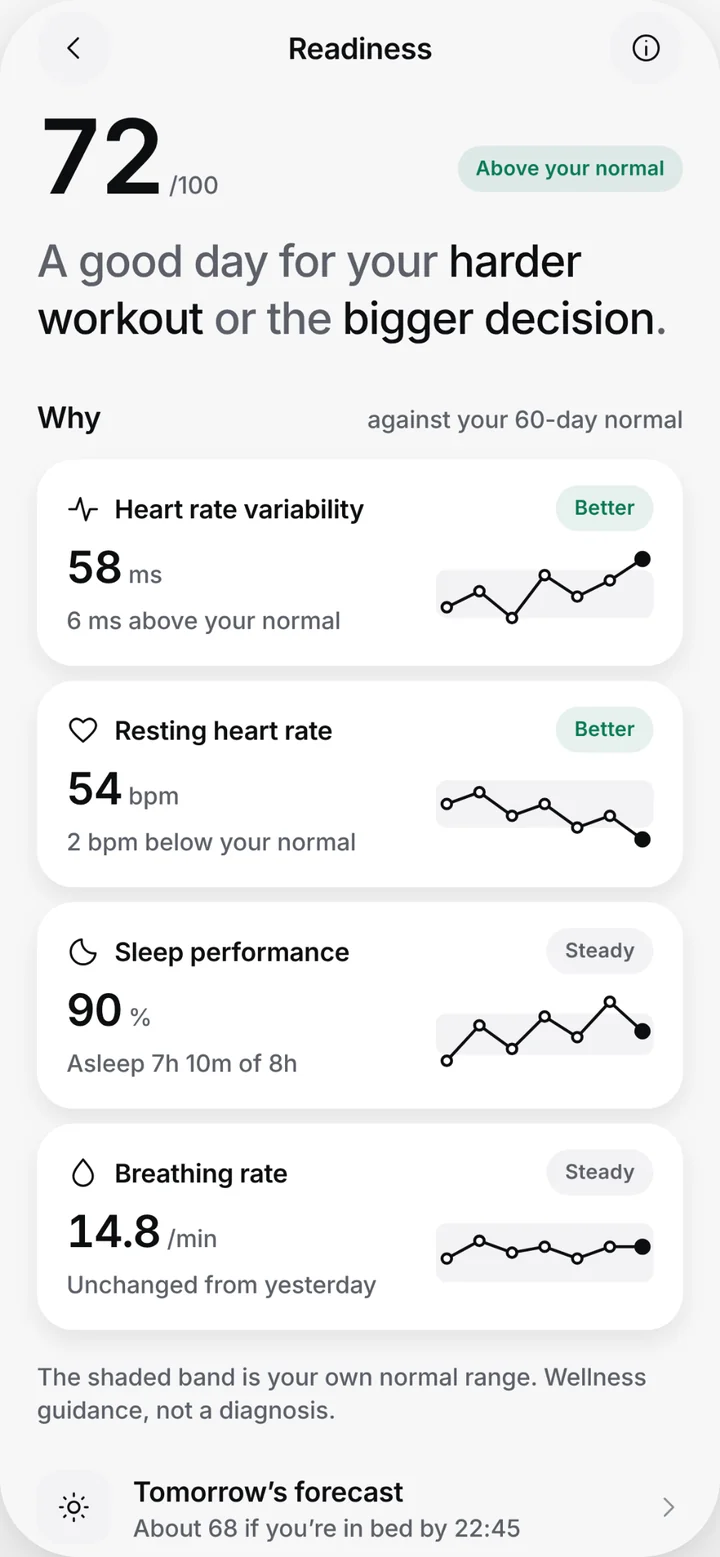 Readiness
72 /100
Above your normal
A good day for your harder
workout or the bigger decision.
Why
against your 60-day normal
Heart rate variability
Better
58 ms
6 ms above your normal
Resting heart rate
Better
54 bpm
2 bpm below your normal
Sleep performance
Steady
90 %
Asleep 7h 10m of 8h
Breathing rate
Steady
14.8 /min
Unchanged from yesterday
The shaded band is your own normal range. Wellness
guidance, not a diagnosis.
Tomorrow’s forecast
About 68 if you’re in bed by 22:45